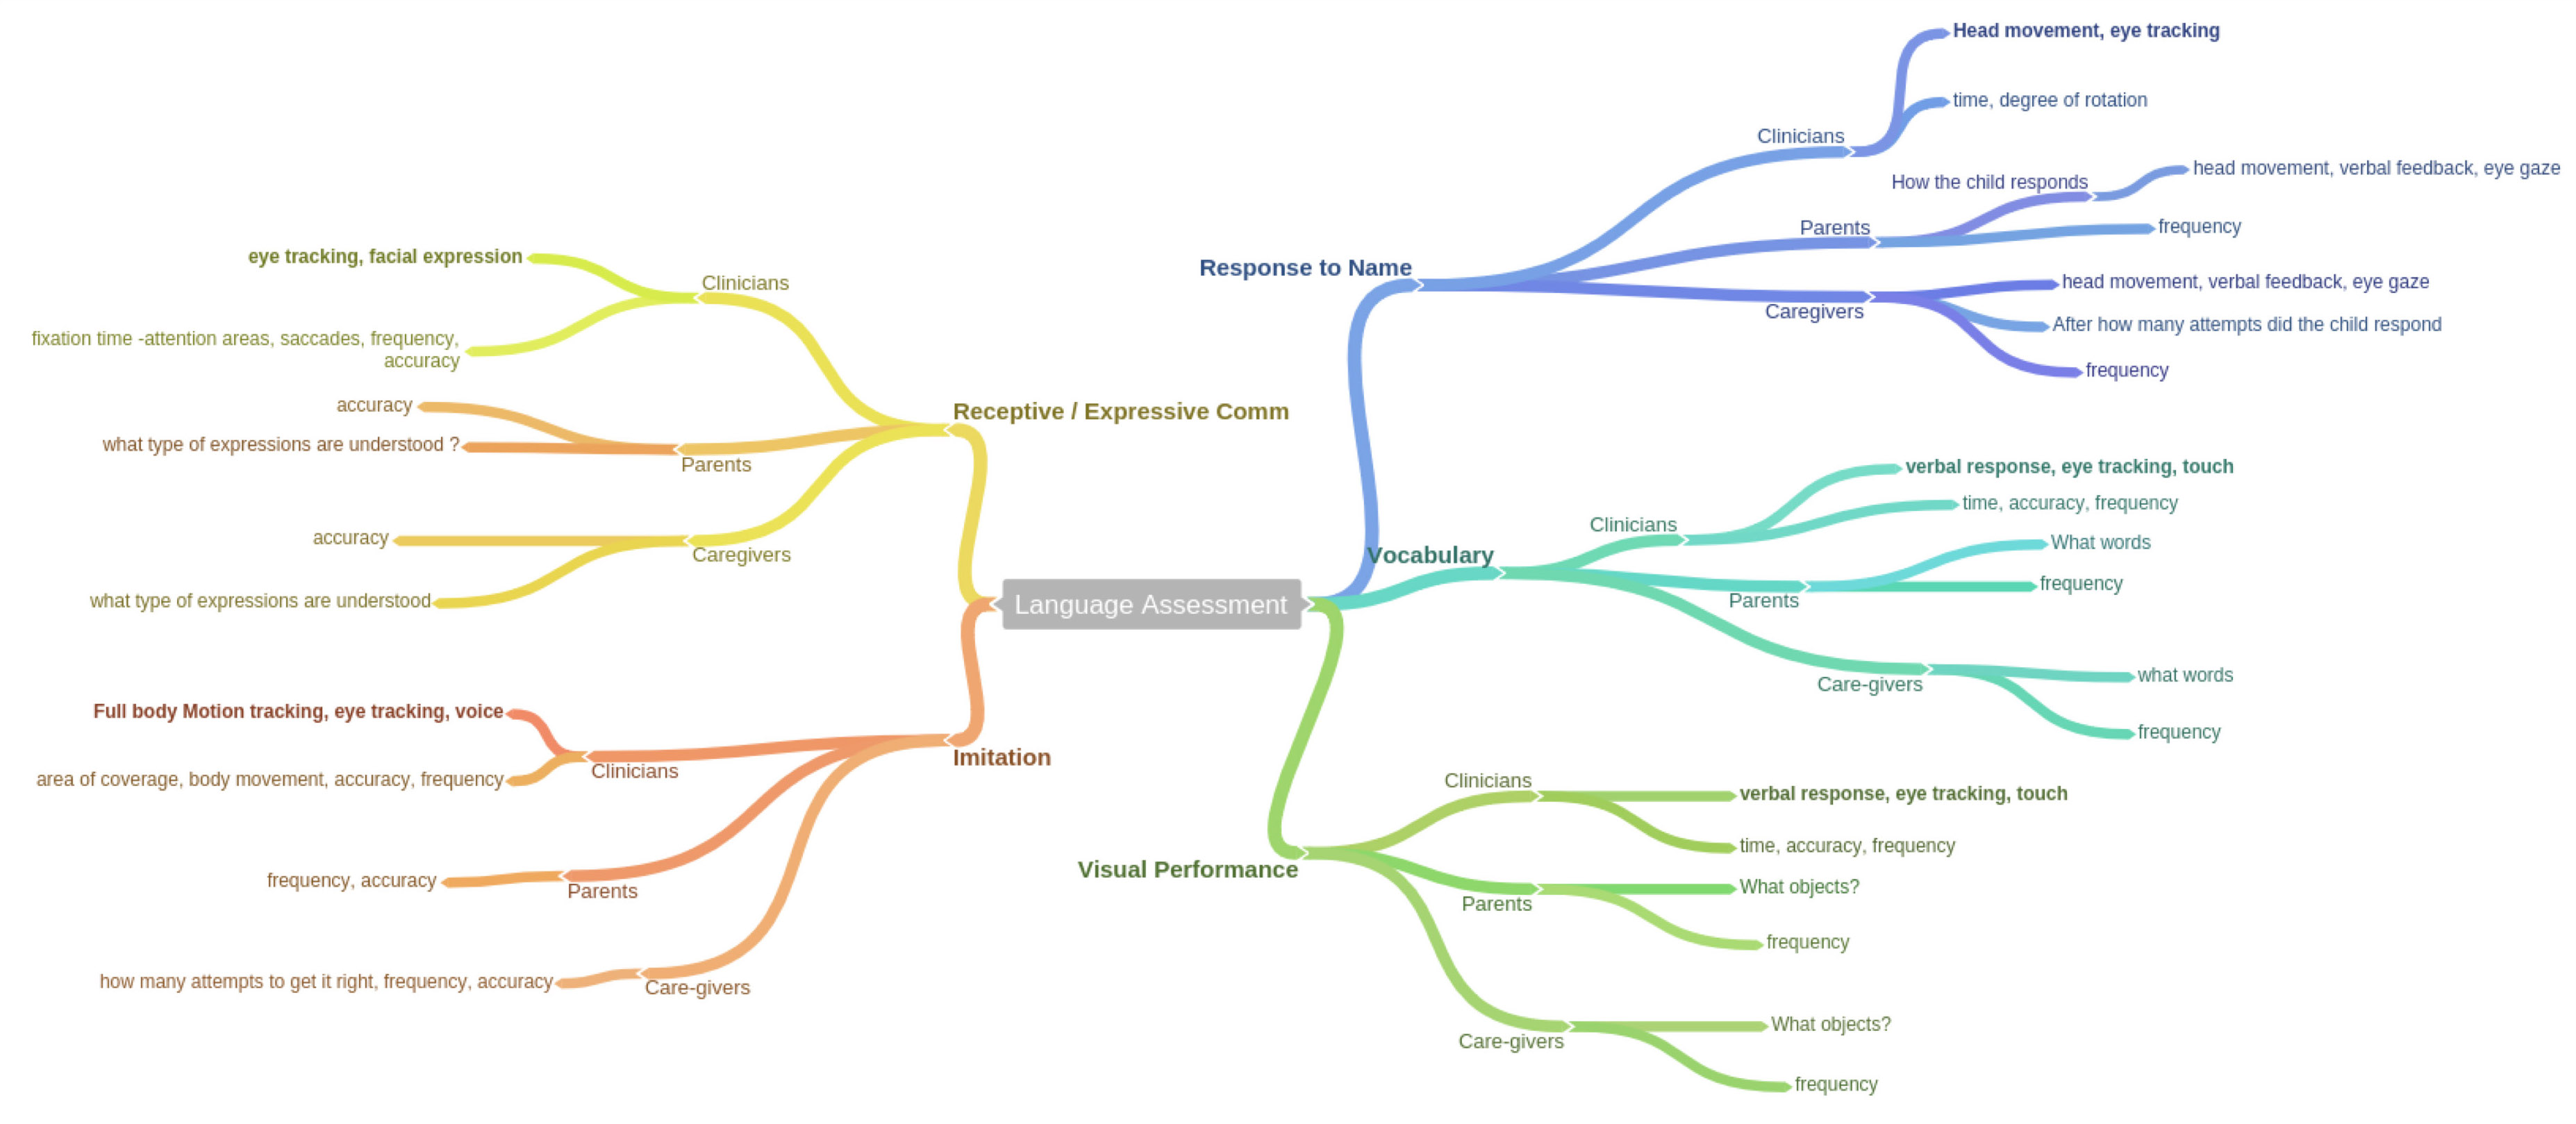 Language Assessment
Response to Name
Clinicians
Head movement, eye tracking
time, degree of rotation
Parents
How the child responds
head movement, verbal feedback, eye gaze
frequency
Caregivers
head movement, verbal feedback, eye gaze
After how many attempts did the child respond
frequency
Vocabulary
Clinicians
verbal response, eye tracking, touch
time, accuracy, frequency
Parents
What words
frequency
Care-givers
what words
frequency
Visual Performance
Clinicians
verbal response, eye tracking, touch
time, accuracy, frequency
Parents
What objects?
frequency
Care-givers
What objects?
frequency
Receptive / Expressive Comm
Clinicians
eye tracking, facial expression
fixation time -attention areas, saccades, frequency,
accuracy
Parents
accuracy
what type of expressions are understood ?
Caregivers
accuracy
what type of expressions are understood
Imitation
Clinicians
Full body Motion tracking, eye tracking, voice
area of coverage, body movement, accuracy, frequency
Parents
frequency, accuracy
Care-givers
how many attempts to get it right, frequency, accuracy